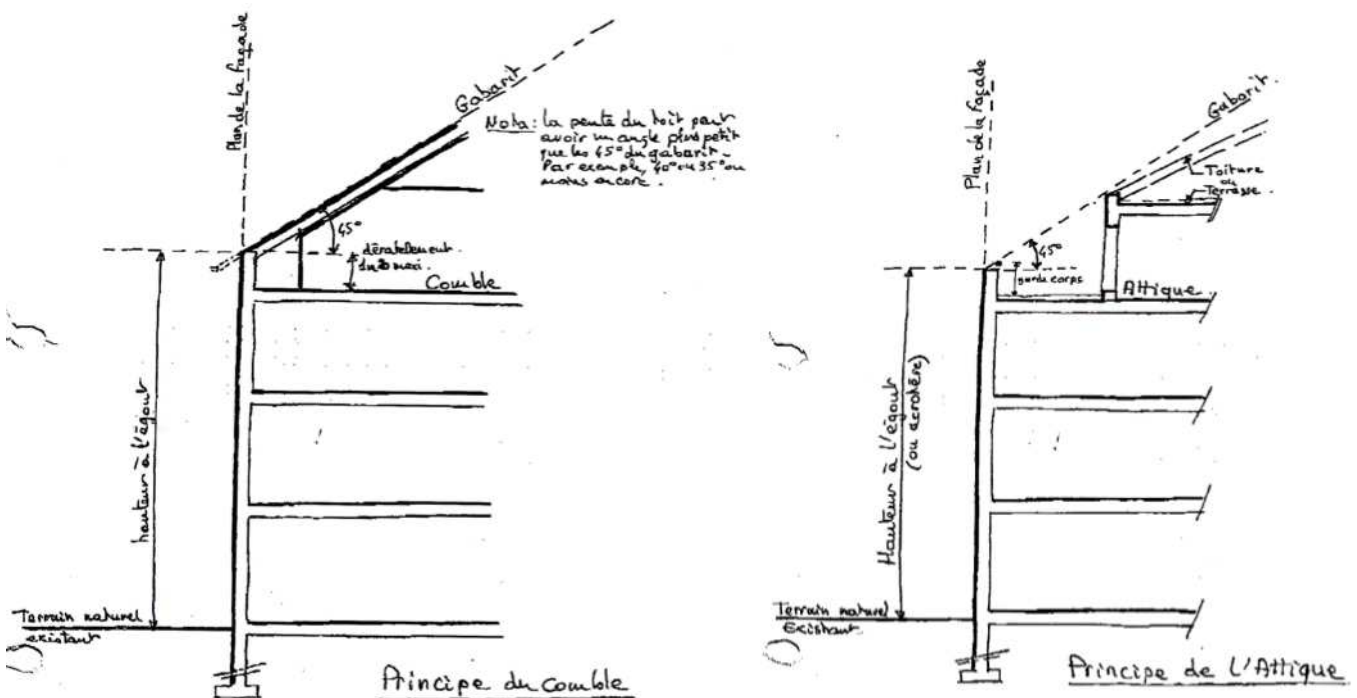 Plan de la façade
Gabarit
Nota: la pente du toit peut
avoir un angle plus petit
que les 45° du gabarit.
Par exemple, 40° ou 35° ou
moins encore.
45°
maxi.
Comble
hauteur à l'égout
Terrain naturel
existant
Principe du comble
Plan de la façade
Gabarit
Toiture
ou
Terrasse
45°
garde corps
Attique
Hauteur à l'égout
(ou acrotère)
Terrain naturel
Existant
Principe de L'Attique